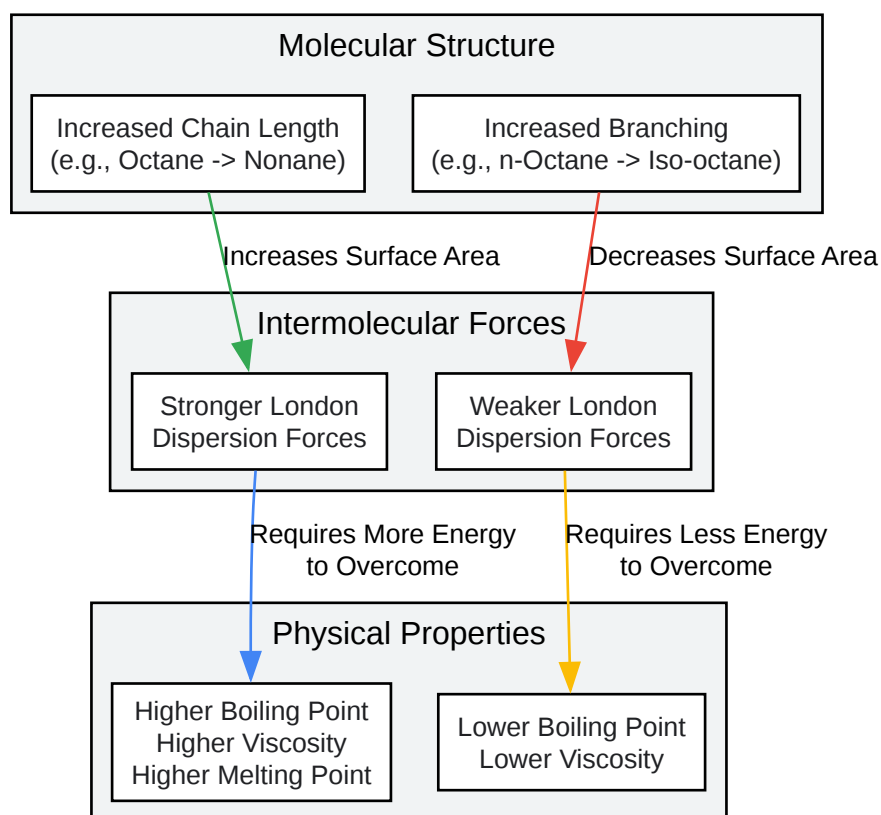 Molecular Structure
Increased Chain Length
(e.g., Octane -> Nonane)
Increased Branching
(e.g., n-Octane -> Iso-octane)
Increases Surface Area
Decreases Surface Area
Intermolecular Forces
Stronger London
Dispersion Forces
Weaker London
Dispersion Forces
Requires More Energy
to Overcome
Requires Less Energy
to Overcome
Physical Properties
Higher Boiling Point
Higher Viscosity
Higher Melting Point
Lower Boiling Point
Lower Viscosity